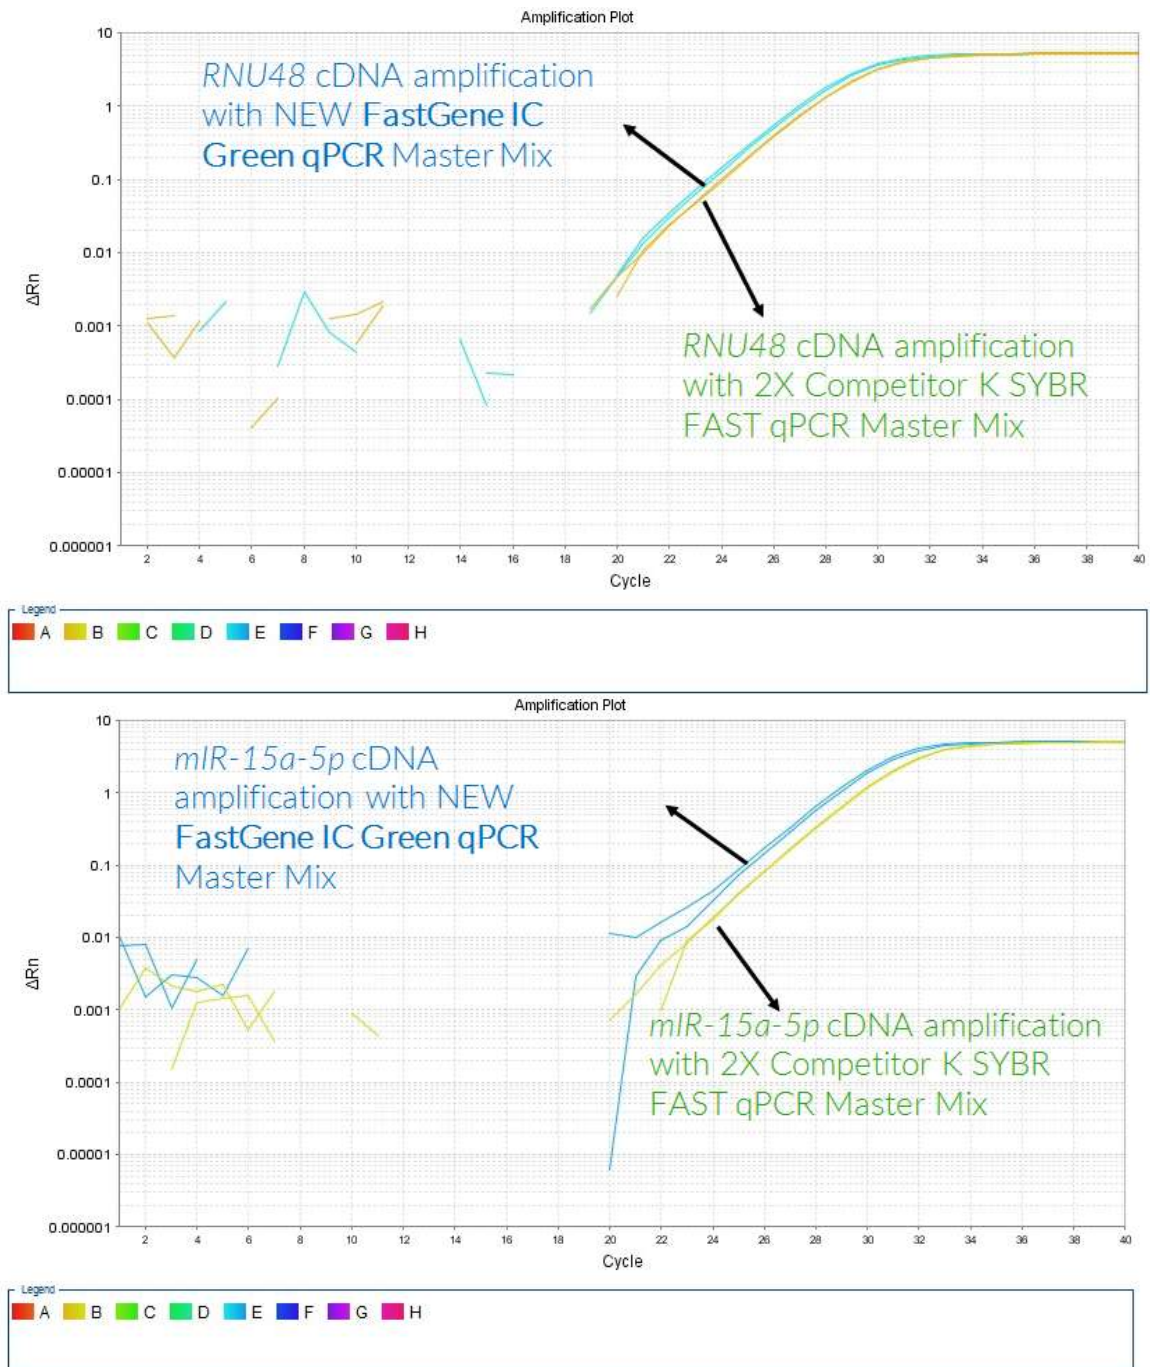 Amplification Plot
10
RNU48 cDNA amplification
with NEW FastGene IC
Green qPCR Master Mix
1
0.1
0.01
ΔRn
0.001
RNU48 cDNA amplification
with 2X Competitor K SYBR
FAST qPCR Master Mix
0.0001
0.00001
0.000001
2 4 6 8 10 12 14 16 18 20 22 24 26 28 30 32 34 36 38 40
Cycle
Legend
A B C D E F G H
Amplification Plot
10
mIR-15a-5p cDNA
amplification with NEW
FastGene IC Green qPCR
Master Mix
1
0.1
0.01
ΔRn
0.001
mIR-15a-5p cDNA amplification
with 2X Competitor K SYBR
FAST qPCR Master Mix
0.0001
0.00001
0.000001
2 4 6 8 10 12 14 16 18 20 22 24 26 28 30 32 34 36 38 40
Cycle
Legend
A B C D E F G H